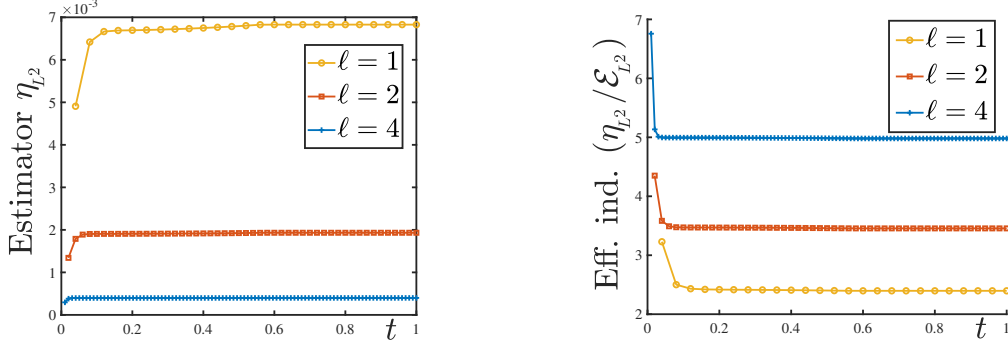 ×10⁻³
7
6
5
4
3
2
1
0
0 0.2 0.4 0.6 0.8 1
t
Estimator η_{L²}
ℓ = 1
ℓ = 2
ℓ = 4
7
6
5
4
3
2
0 0.2 0.4 0.6 0.8 1
t
Eff. ind. (η_{L²}/ℰ_{L²})
ℓ = 1
ℓ = 2
ℓ = 4